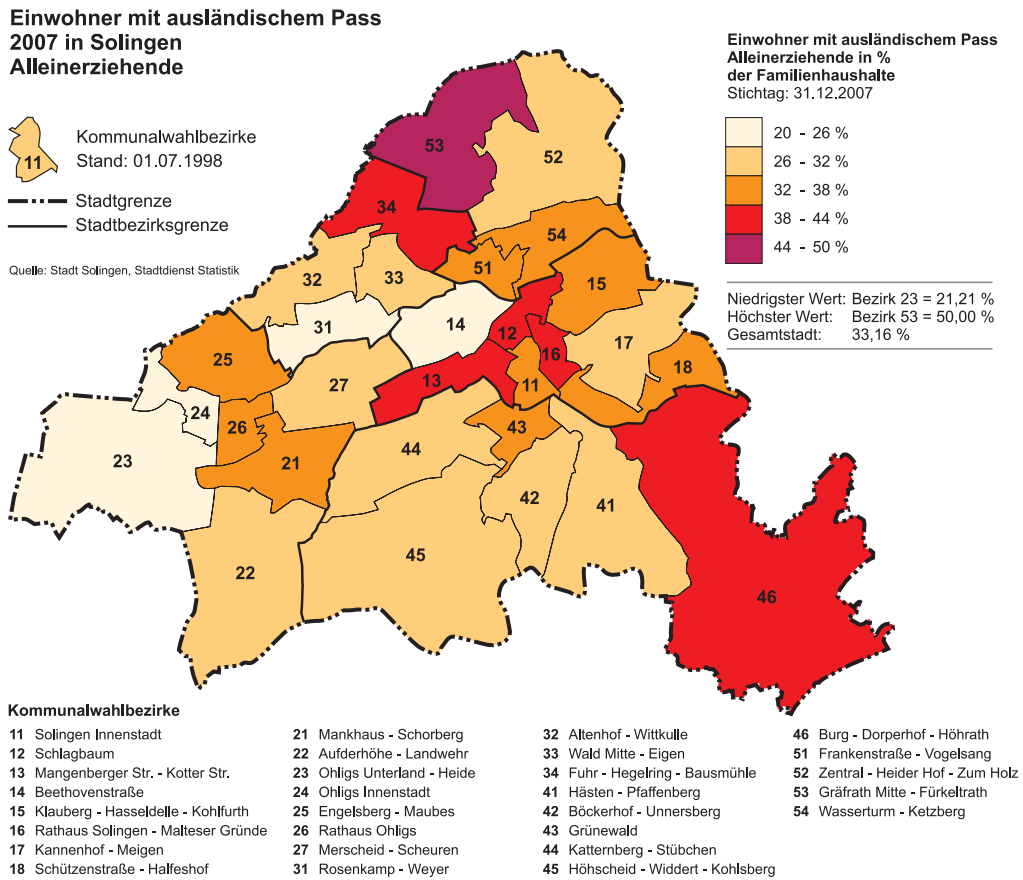 Einwohner mit ausländischem Pass
2007 in Solingen
Alleinerziehende
11
Kommunalwahlbezirke
Stand: 01.07.1998
Stadtgrenze
Stadtbezirksgrenze
Quelle: Stadt Solingen, Stadtdienst Statistik
Einwohner mit ausländischem Pass
Alleinerziehende in %
der Familienhaushalte
Stichtag: 31.12.2007
20 - 26 %
26 - 32 %
32 - 38 %
38 - 44 %
44 - 50 %
Niedrigster Wert: Bezirk 23 = 21,21 %
Höchster Wert: Bezirk 53 = 50,00 %
Gesamtstadt: 33,16 %
53
52
34
54
51
32
33
15
31
14
12
17
16
25
27
13
11
18
24
26
43
23
21
44
42
41
45
22
46
Kommunalwahlbezirke
11 Solingen Innenstadt
12 Schlagbaum
13 Mangenberger Str. - Kotter Str.
14 Beethovenstraße
15 Klauberg - Hasseldelle - Kohlfurth
16 Rathaus Solingen - Malteser Gründe
17 Kannenhof - Meigen
18 Schützenstraße - Halfeshof
21 Mankhaus - Schorberg
22 Aufderhöhe - Landwehr
23 Ohligs Unterland - Heide
24 Ohligs Innenstadt
25 Engelsberg - Maubes
26 Rathaus Ohligs
27 Merscheid - Scheuren
31 Rosenkamp - Weyer
32 Altenhof - Wittkulle
33 Wald Mitte - Eigen
34 Fuhr - Hegelring - Bausmühle
41 Hästen - Pfaffenberg
42 Böckerhof - Unnersberg
43 Grünewald
44 Katternberg - Stübchen
45 Höhscheid - Widdert - Kohlsberg
46 Burg - Dorperhof - Höhrath
51 Frankenstraße - Vogelsang
52 Zentral - Heider Hof - Zum Holz
53 Gräfrath Mitte - Fürkeltrath
54 Wasserturm - Ketzberg